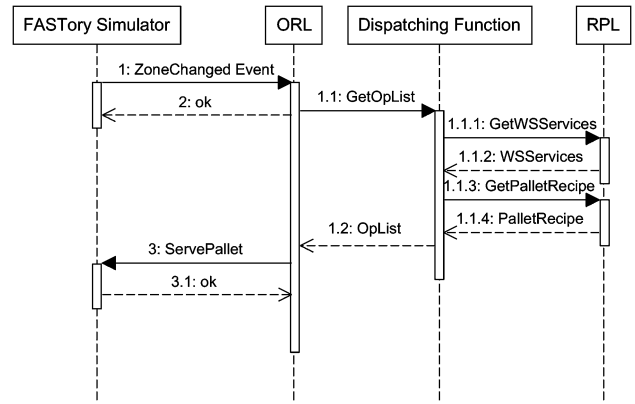 FASTory Simulator
ORL
Dispatching Function
RPL
1: ZoneChanged Event
2: ok
1.1: GetOpList
1.1.1: GetWSServices
1.1.2: WSServices
1.1.3: GetPalletRecipe
1.1.4: PalletRecipe
1.2: OpList
3: ServePallet
3.1: ok